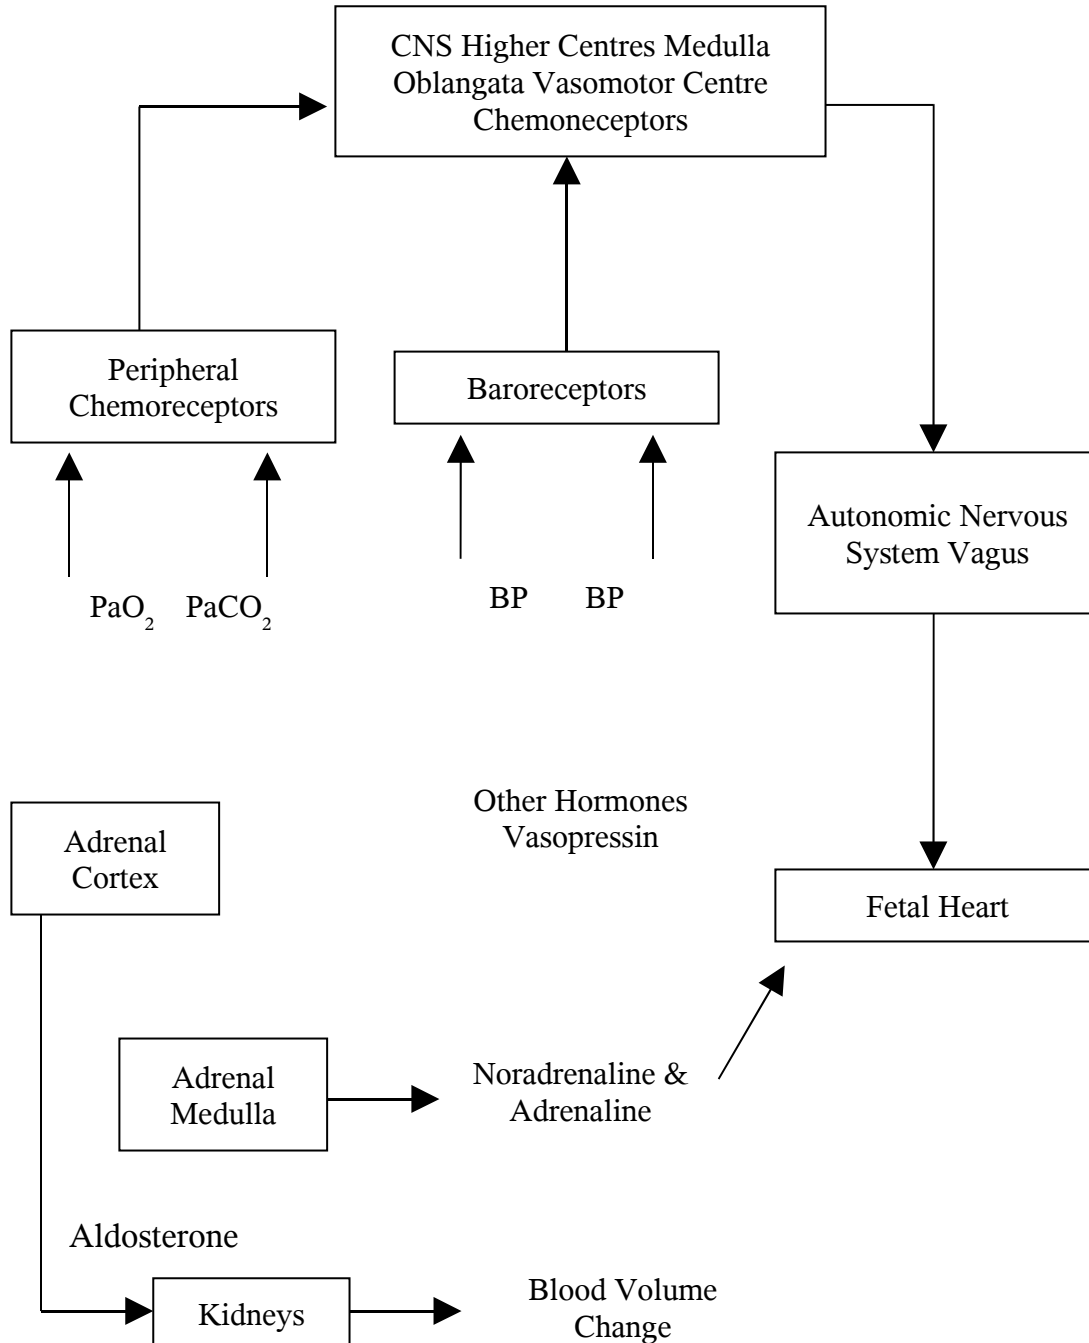 CNS Higher Centres Medulla
Oblangata Vasomotor Centre
Chemoneceptors
Peripheral
Chemoreceptors
Baroreceptors
Autonomic Nervous
System Vagus
PaO₂ PaCO₂
BP BP
Other Hormones
Vasopressin
Adrenal
Cortex
Fetal Heart
Adrenal
Medulla
Noradrenaline &
Adrenaline
Aldosterone
Kidneys
Blood Volume
Change